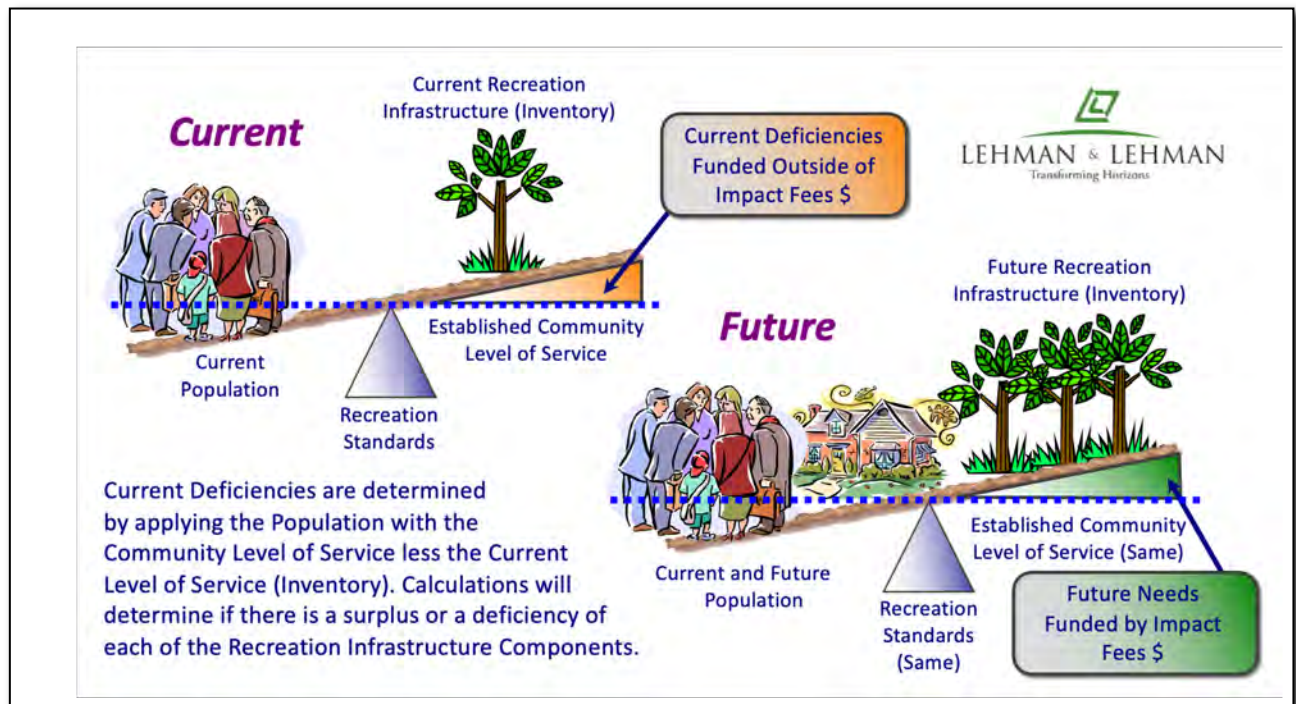 Current
Current Recreation
Infrastructure (Inventory)
Current Deficiencies
Funded Outside of
Impact Fees $
LEHMAN & LEHMAN
Transforming Horizons
Current
Population
Recreation
Standards
Established Community
Level of Service
Current Deficiencies are determined
by applying the Population with the
Community Level of Service less the Current
Level of Service (Inventory). Calculations will
determine if there is a surplus or a deficiency of
each of the Recreation Infrastructure Components.
Future
Future Recreation
Infrastructure (Inventory)
Current and Future
Population
Recreation
Standards
(Same)
Established Community
Level of Service (Same)
Future Needs
Funded by Impact
Fees $